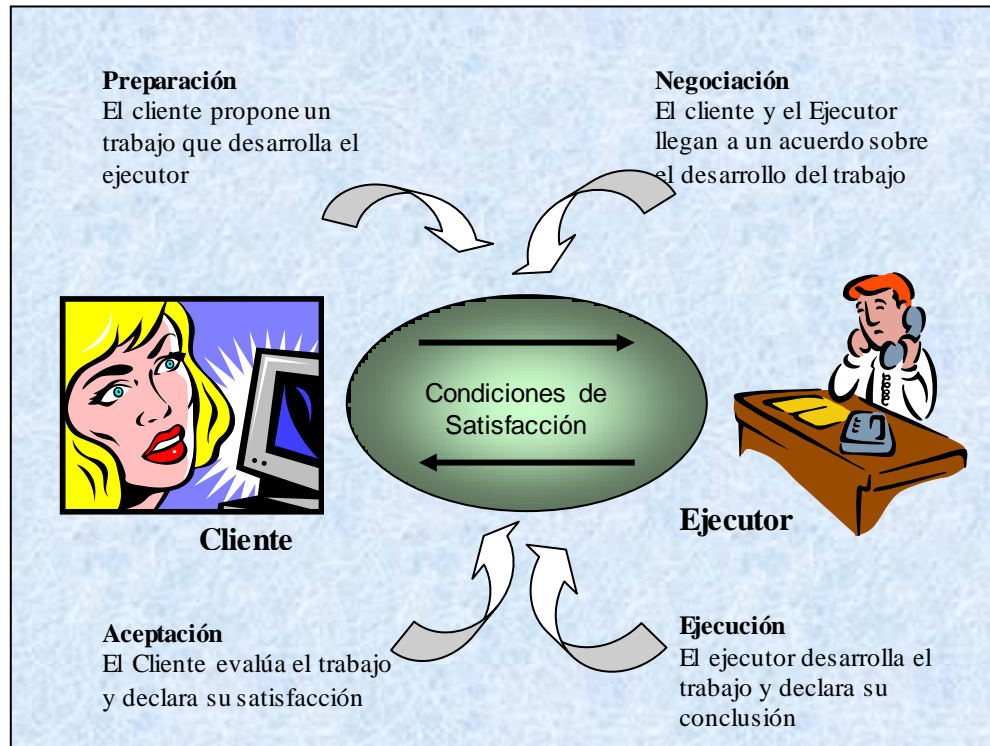 Preparación
El cliente propone un
trabajo que desarrolla el
ejecutor
Negociación
El cliente y el Ejecutor
llegan a un acuerdo sobre
el desarrollo del trabajo
Condiciones de
Satisfacción
Cliente
Ejecutor
Aceptación
El Cliente evalúa el trabajo
y declara su satisfacción
Ejecución
El ejecutor desarrolla el
trabajo y declara su
conclusión